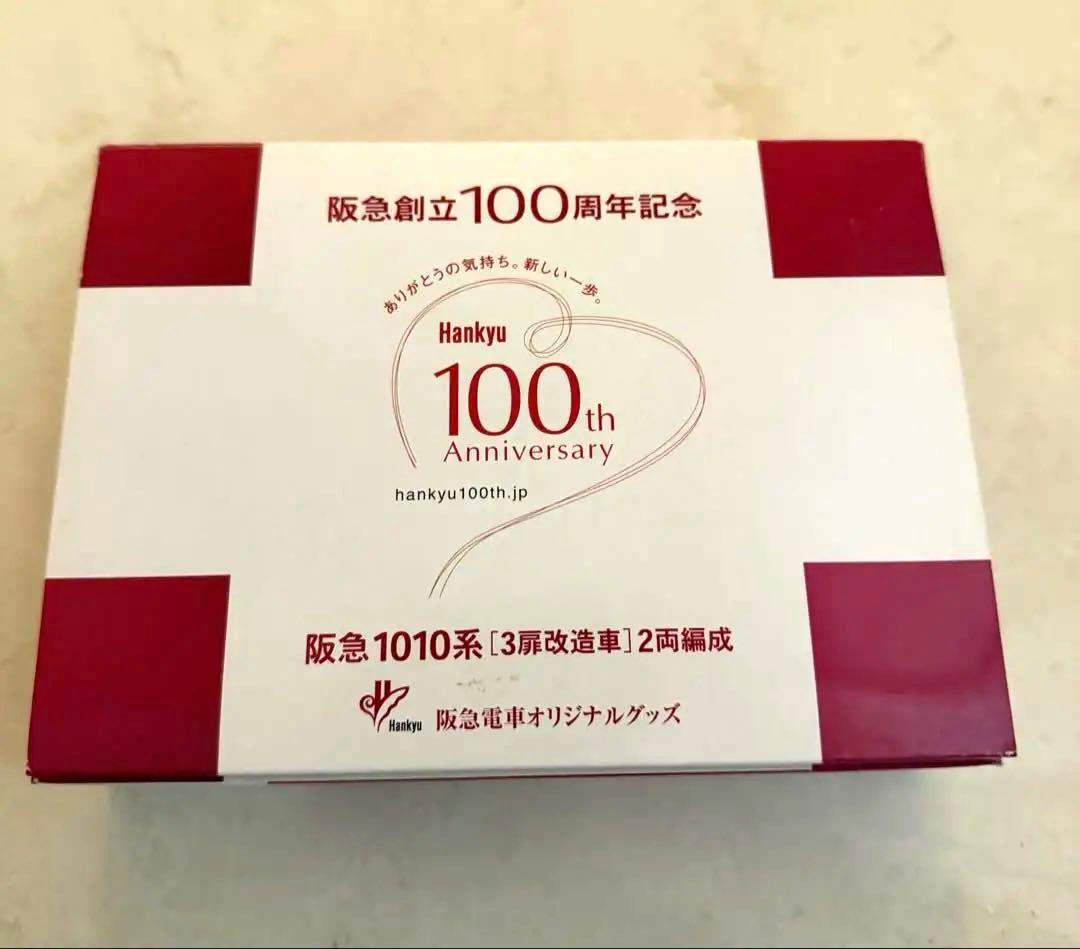 阪急創立100周年記念
ありがとうの気持ち。新しい一歩。
Hankyu
100th
Anniversary
hankyu100th.jp
阪急1010系[3扉改造車]2両編成
Hankyu 阪急電車オリジナルグッズ